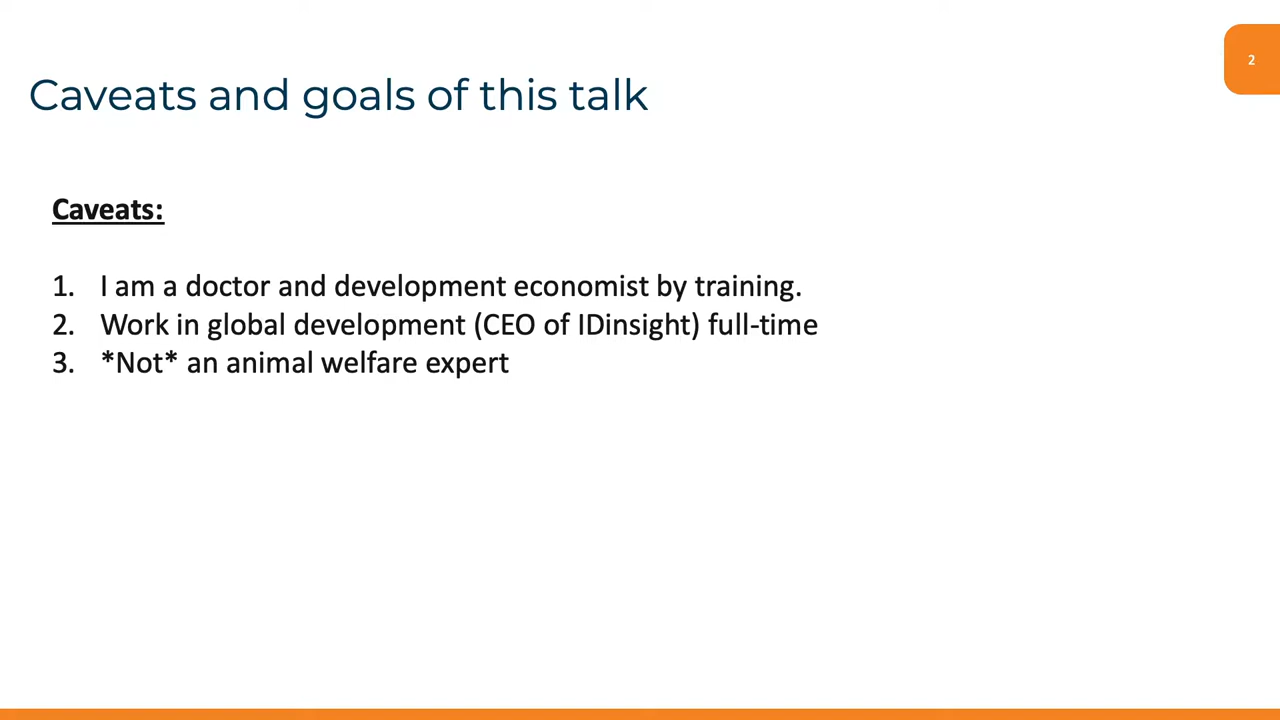 2
Caveats and goals of this talk
Caveats:
1. I am a doctor and development economist by training.
2. Work in global development (CEO of IDinsight) full-time
3. *Not* an animal welfare expert